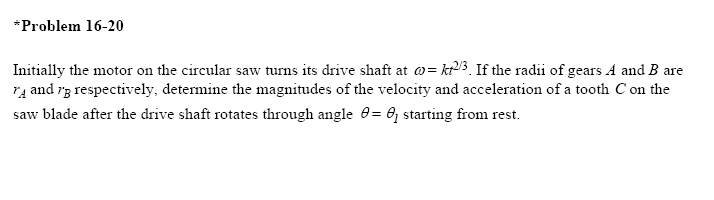 *Problem 16-20
Initially the motor on the circular saw turns its drive shaft at ω = kt^2/3. If the radii of gears A and B are
r_A and r_B respectively, determine the magnitudes of the velocity and acceleration of a tooth C on the
saw blade after the drive shaft rotates through angle θ = θ_1 starting from rest.